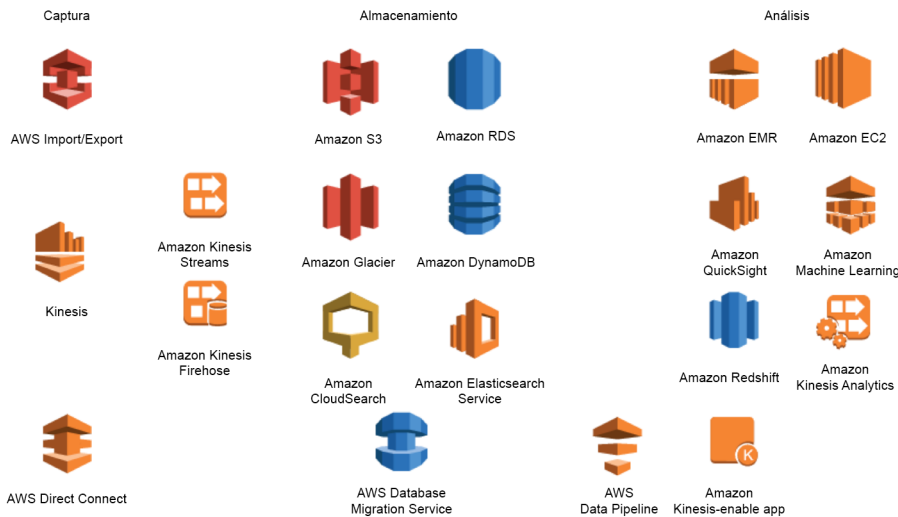 Captura
Almacenamiento
Análisis
AWS Import/Export
Amazon S3
Amazon RDS
Amazon EMR
Amazon EC2
Kinesis
Amazon Kinesis
Streams
Amazon Kinesis
Firehose
Amazon Glacier
Amazon DynamoDB
Amazon
QuickSight
Amazon
Machine Learning
Amazon
CloudSearch
Amazon Elasticsearch
Service
Amazon Redshift
Amazon
Kinesis Analytics
AWS Direct Connect
AWS Database
Migration Service
AWS
Data Pipeline
K
Amazon
Kinesis-enable app